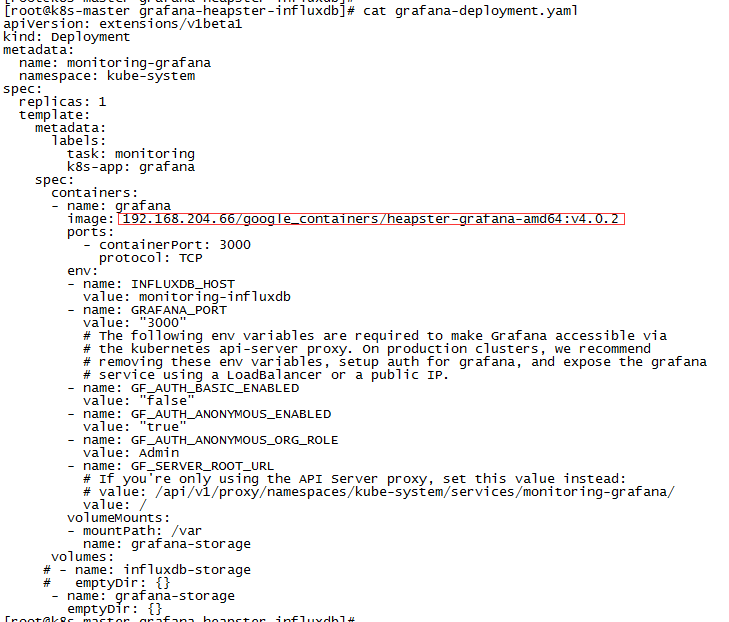 [root@k8s-master grafana-heapster-influxdb]#
[root@k8s-master grafana-heapster-influxdb]# cat grafana-deployment.yaml
apiVersion: extensions/v1beta1
kind: Deployment
metadata:
  name: monitoring-grafana
  namespace: kube-system
spec:
  replicas: 1
  template:
    metadata:
      labels:
        task: monitoring
        k8s-app: grafana
    spec:
      containers:
      - name: grafana
        image: 192.168.204.66/google_containers/heapster-grafana-amd64:v4.0.2
        ports:
          - containerPort: 3000
            protocol: TCP
        env:
        - name: INFLUXDB_HOST
          value: monitoring-influxdb
        - name: GRAFANA_PORT
          value: "3000"
          # The following env variables are required to make Grafana accessible via
          # the kubernetes api-server proxy. On production clusters, we recommend
          # removing these env variables, setup auth for grafana, and expose the grafana
          # service using a LoadBalancer or a public IP.
        - name: GF_AUTH_BASIC_ENABLED
          value: "false"
        - name: GF_AUTH_ANONYMOUS_ENABLED
          value: "true"
        - name: GF_AUTH_ANONYMOUS_ORG_ROLE
          value: Admin
        - name: GF_SERVER_ROOT_URL
          # If you're only using the API Server proxy, set this value instead:
          # value: /api/v1/proxy/namespaces/kube-system/services/monitoring-grafana/
          value: /
        volumeMounts:
        - mountPath: /var
          name: grafana-storage
      volumes:
     # - name: influxdb-storage
     #   emptyDir: {}
      - name: grafana-storage
        emptyDir: {}
[root@k8s-master grafana-heapster-influxdb]#